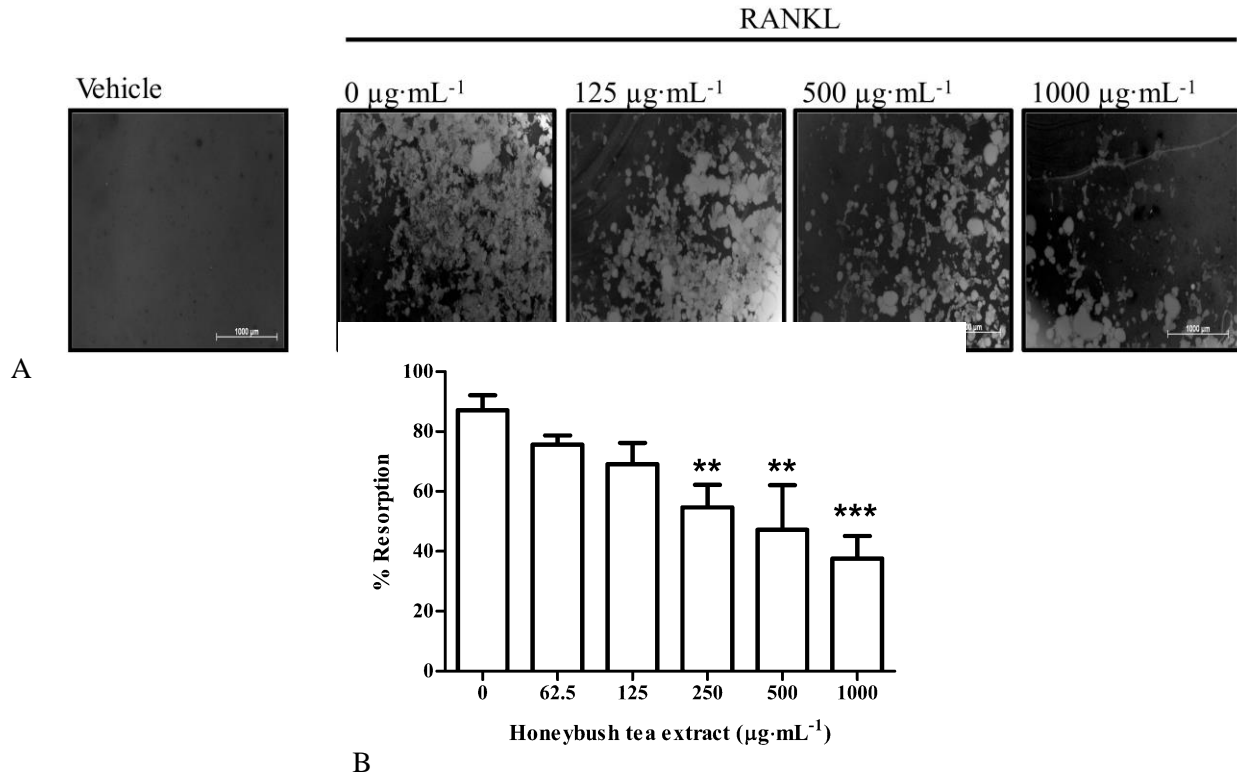 RANKL
Vehicle
0 µg·mL-1
125 µg·mL-1
500 µg·mL-1
1000 µg·mL-1
1000 µm
1000 µm
A
100
80
60
40
20
0
% Resorption
**
**
***
0
62.5
125
250
500
1000
Honeybush tea extract (µg·mL-1)
B